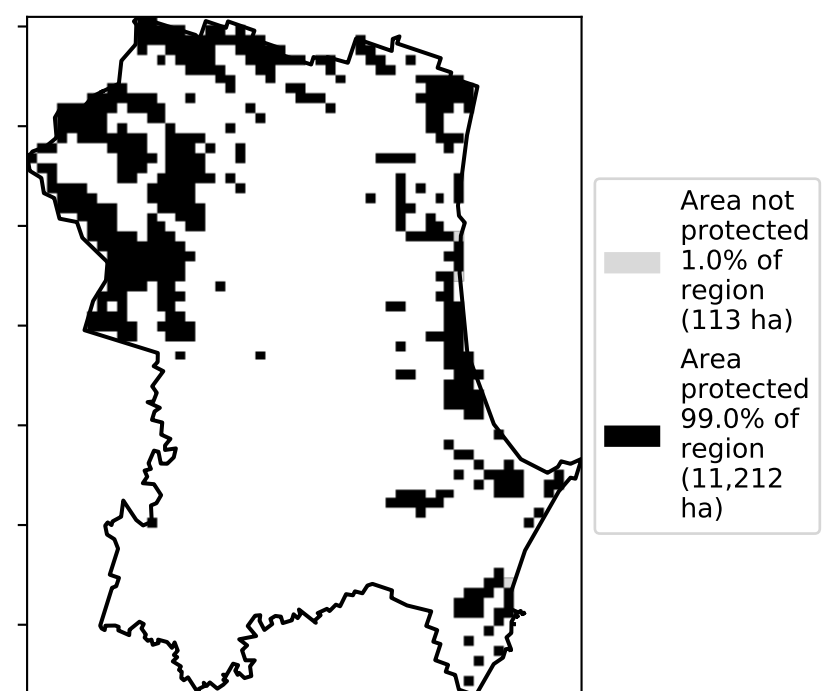 Area not
protected
1.0% of
region
(113 ha)
Area
protected
99.0% of
region
(11,212
ha)